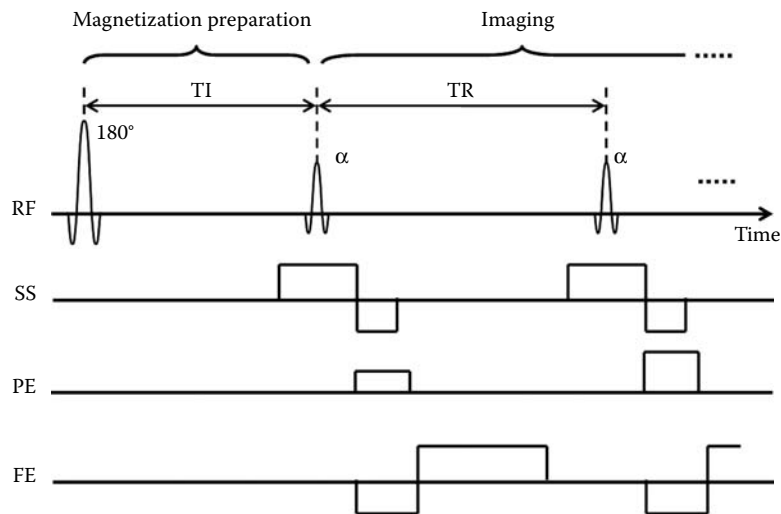 Magnetization preparation Imaging
TI TR
180°
α α
RF
Time
SS
PE
FE